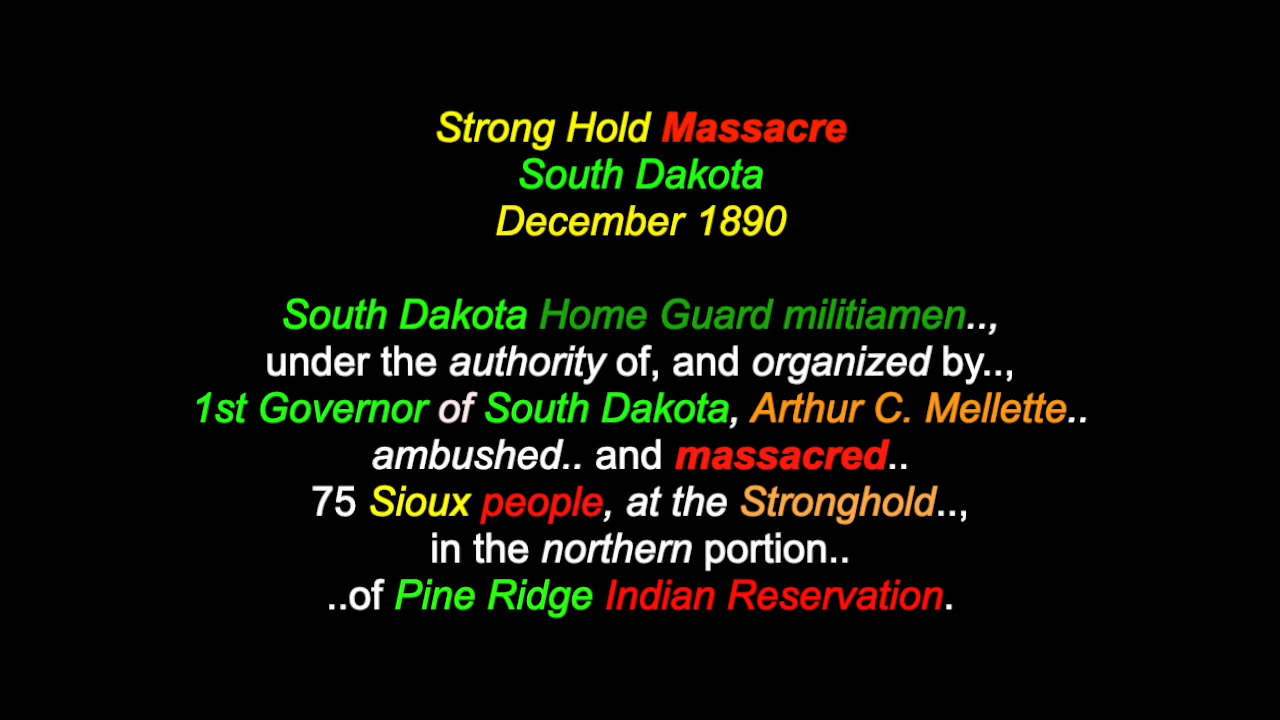 Strong Hold Massacre
South Dakota
December 1890
South Dakota Home Guard militiamen..,
under the authority of, and organized by..,
1st Governor of South Dakota, Arthur C. Mellette..
ambushed.. and massacred..
75 Sioux people, at the Stronghold..,
in the northern portion..
..of Pine Ridge Indian Reservation.